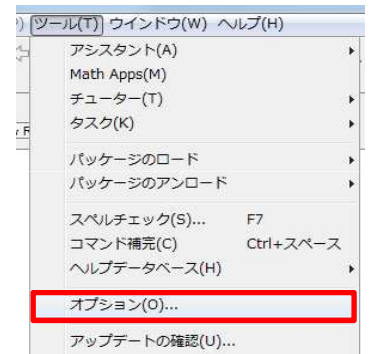 ツール(T) ウインドウ(W) ヘルプ(H)
アシスタント(A)
Math Apps(M)
チューター(T)
タスク(K)
パッケージのロード
パッケージのアンロード
スペルチェック(S)... F7
コマンド補完(C) Ctrl+スペース
ヘルプデータベース(H)
オプション(O)...
アップデートの確認(U)...